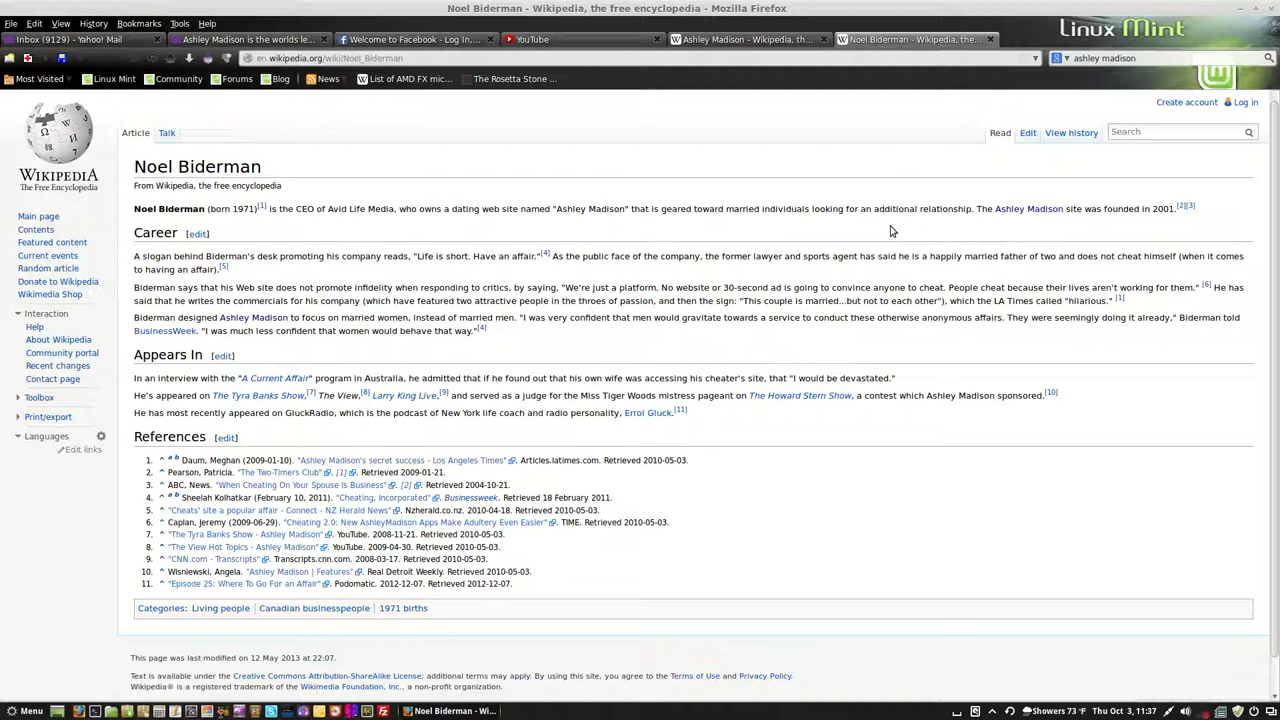 Noel Biderman - Wikipedia, the free encyclopedia - Mozilla Firefox
File Edit View History Bookmarks Tools Help
Inbox (9129) - Yahoo! Mail
Ashley Madison is the worlds le...
Welcome to Facebook - Log In,...
YouTube
Ashley Madison - Wikipedia, th...
Noel Biderman - Wikipedia, the...
Linux Mint
en.wikipedia.org/wiki/Noel_Biderman
ashley madison
Most Visited Linux Mint Community Forums Blog News List of AMD FX mic... The Rosetta Stone ...
Create account Log in
Article Talk
Read Edit View history Search
WIKIPEDIA
The Free Encyclopedia
Main page
Contents
Featured content
Current events
Random article
Donate to Wikipedia
Wikimedia Shop
Interaction
Help
About Wikipedia
Community portal
Recent changes
Contact page
Toolbox
Print/export
Languages
Edit links
Noel Biderman
From Wikipedia, the free encyclopedia
Noel Biderman (born 1971)[1] is the CEO of Avid Life Media, who owns a dating web site named "Ashley Madison" that is geared toward married individuals looking for an additional relationship. The Ashley Madison site was founded in 2001.[2][3]
Career [edit]
A slogan behind Biderman's desk promoting his company reads, "Life is short. Have an affair."[4] As the public face of the company, the former lawyer and sports agent has said he is a happily married father of two and does not cheat himself (when it comes
to having an affair).[5]
Biderman says that his Web site does not promote infidelity when responding to critics, by saying, "We're just a platform. No website or 30-second ad is going to convince anyone to cheat. People cheat because their lives aren't working for them." [6] He has
said that he writes the commercials for his company (which have featured two attractive people in the throes of passion, and then the sign: "This couple is married...but not to each other"), which the LA Times called "hilarious." [1]
Biderman designed Ashley Madison to focus on married women, instead of married men. "I was very confident that men would gravitate towards a service to conduct these otherwise anonymous affairs. They were seemingly doing it already," Biderman told
BusinessWeek. "I was much less confident that women would behave that way."[4]
Appears In [edit]
In an interview with the "A Current Affair" program in Australia, he admitted that if he found out that his own wife was accessing his cheater's site, that "I would be devastated."
He's appeared on The Tyra Banks Show,[7] The View,[8] Larry King Live,[9] and served as a judge for the Miss Tiger Woods mistress pageant on The Howard Stern Show, a contest which Ashley Madison sponsored.[10]
He has most recently appeared on GluckRadio, which is the podcast of New York life coach and radio personality, Errol Gluck.[11]
References [edit]
1. ^ a b Daum, Meghan (2009-01-10). "Ashley Madison's secret success - Los Angeles Times". Articles.latimes.com. Retrieved 2010-05-03.
2. ^ Pearson, Patricia. "The Two-Timers Club". [1]. Retrieved 2009-01-21.
3. ^ ABC, News. "When Cheating On Your Spouse Is Business". [2]. Retrieved 2004-10-21.
4. ^ a b Sheelah Kolhatkar (February 10, 2011). "Cheating, Incorporated". Businessweek. Retrieved 18 February 2011.
5. ^ "Cheats' site a popular affair - Connect - NZ Herald News". Nzherald.co.nz. 2010-04-18. Retrieved 2010-05-03.
6. ^ Caplan, Jeremy (2009-06-29). "Cheating 2.0: New AshleyMadison Apps Make Adultery Even Easier". TIME. Retrieved 2010-05-03.
7. ^ "The Tyra Banks Show - Ashley Madison". YouTube. 2008-11-21. Retrieved 2010-05-03.
8. ^ "The View Hot Topics - Ashley Madison". YouTube. 2009-04-30. Retrieved 2010-05-03.
9. ^ "CNN.com - Transcripts". Transcripts.cnn.com. 2008-03-17. Retrieved 2010-05-03.
10. ^ Wisniewski, Angela. "Ashley Madison | Features". Real Detroit Weekly. Retrieved 2010-05-03.
11. ^ "Episode 25: Where To Go For an Affair". Podomatic. 2012-12-07. Retrieved 2012-12-07.
Categories: Living people | Canadian businesspeople | 1971 births
This page was last modified on 12 May 2013 at 22:07.
Text is available under the Creative Commons Attribution-ShareAlike License; additional terms may apply. By using this site, you agree to the Terms of Use and Privacy Policy.
Wikipedia® is a registered trademark of the Wikimedia Foundation, Inc., a non-profit organization.
Menu
Noel Biderman - Wi...
Showers 73 °F Thu Oct 3, 11:37